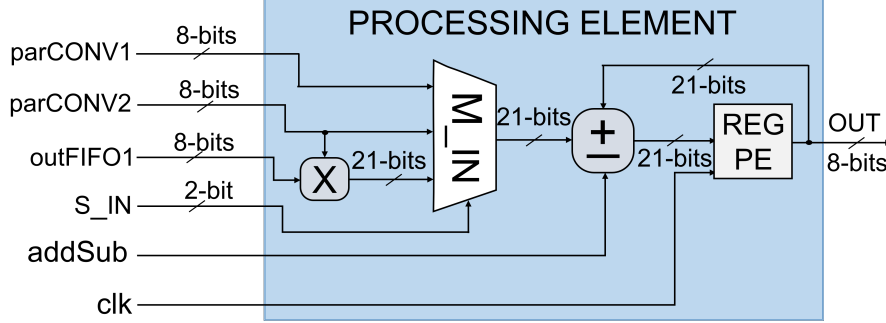 PROCESSING ELEMENT
parCONV1
8-bits
parCONV2
8-bits
outFIFO1
8-bits
S_IN
2-bit
addSub
clk
X
21-bits
M_IN
21-bits
+
−
21-bits
21-bits
REG
PE
OUT
8-bits